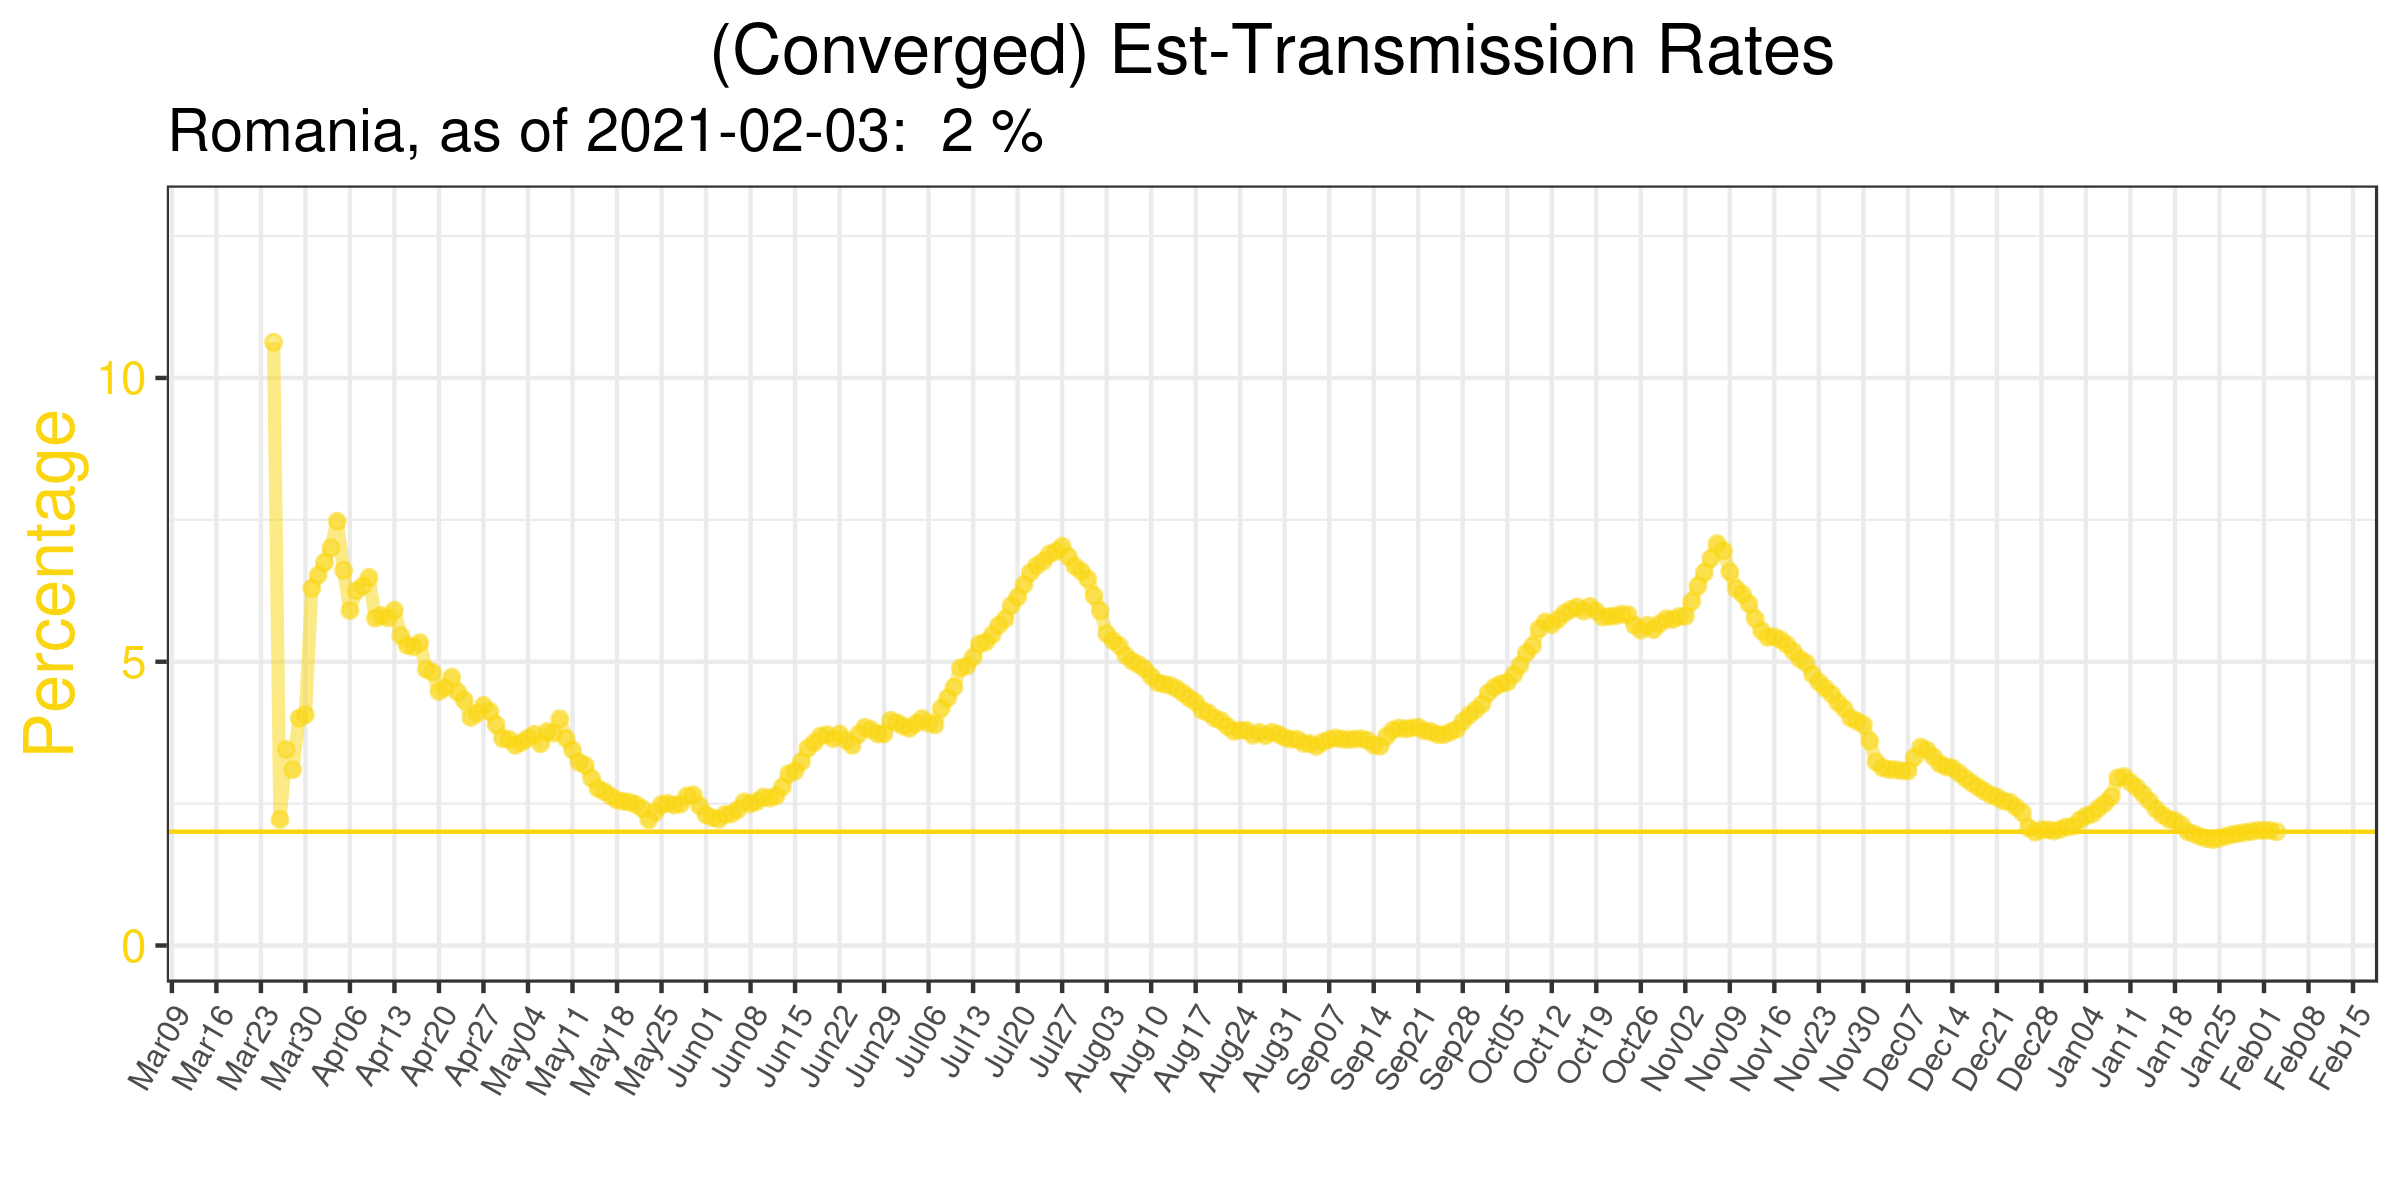 (Converged) Est-Transmission Rates
Romania, as of 2021-02-03:  2 %
Percentage
10
5
0
Mar09
Mar16
Mar23
Mar30
Apr06
Apr13
Apr20
Apr27
May04
May11
May18
May25
Jun01
Jun08
Jun15
Jun22
Jun29
Jul06
Jul13
Jul20
Jul27
Aug03
Aug10
Aug17
Aug24
Aug31
Sep07
Sep14
Sep21
Sep28
Oct05
Oct12
Oct19
Oct26
Nov02
Nov09
Nov16
Nov23
Nov30
Dec07
Dec14
Dec21
Dec28
Jan04
Jan11
Jan18
Jan25
Feb01
Feb08
Feb15